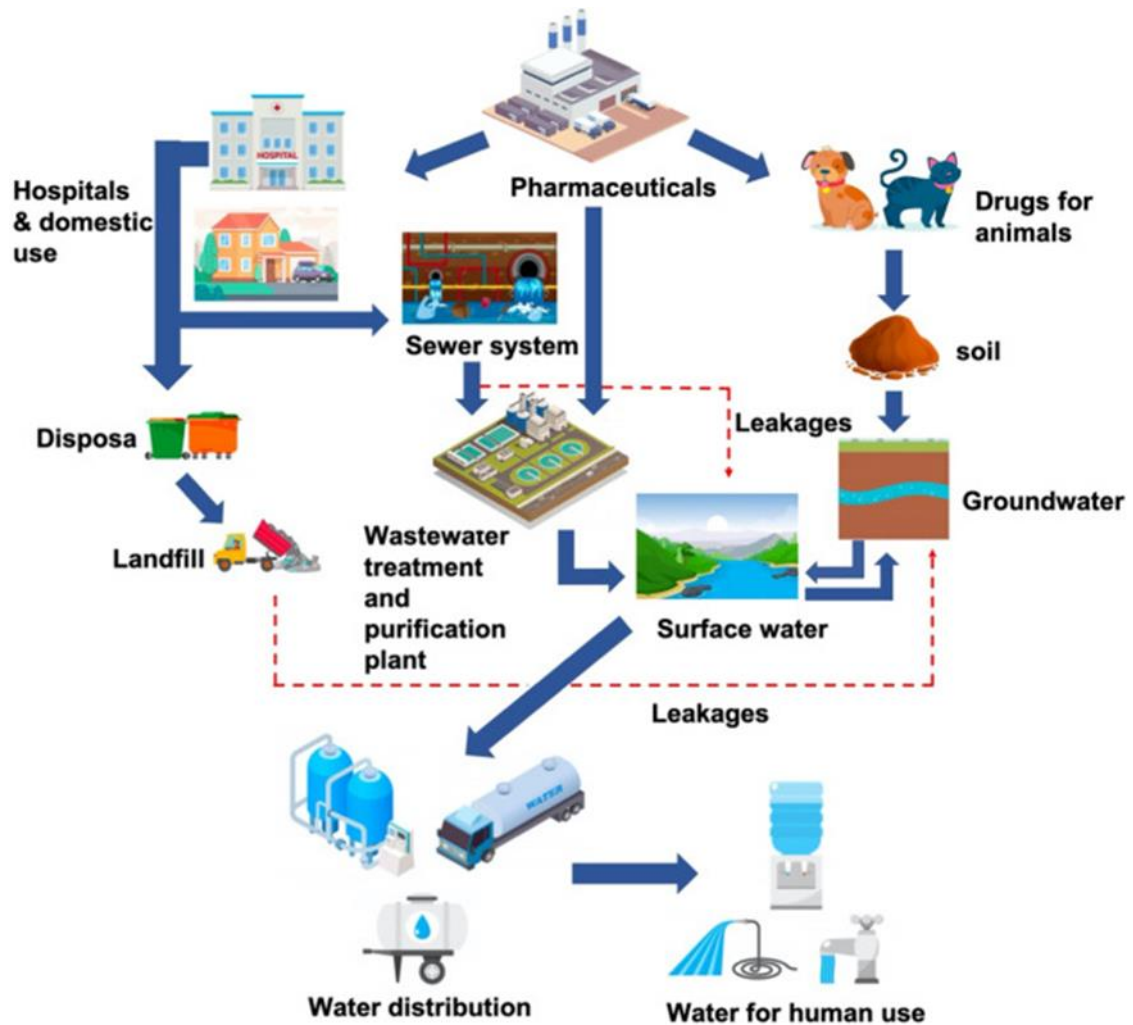 HOSPITAL
Hospitals
& domestic
use
Pharmaceuticals
Drugs for
animals
Sewer system
soil
Leakages
Disposa
Groundwater
Landfill
Wastewater
treatment
and
purification
plant
Surface water
Leakages
WATER
Water distribution
Water for human use